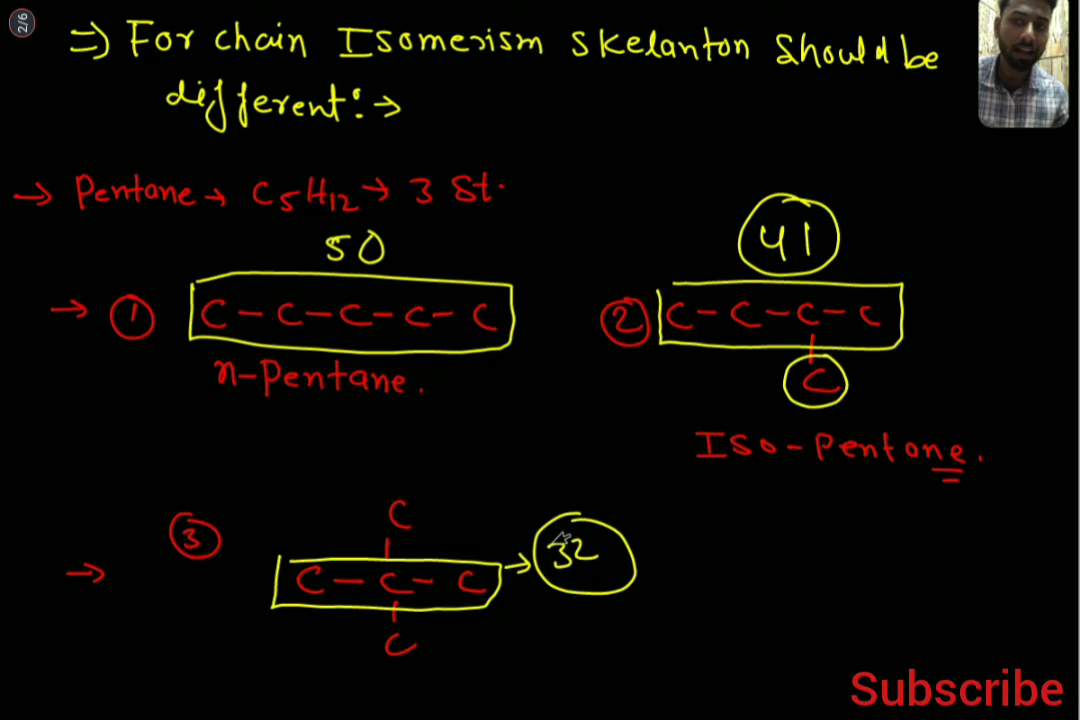 2/6
⇒ For chain Isomerism skelanton should be
different:→
→ Pentane → C5H12 → 3 St.
50
41
→ ① C-C-C-C-C
② C-C-C-C
C
n-Pentane.
Iso-Pentane.
C
③
→ C-C-C → 32
C
Subscribe